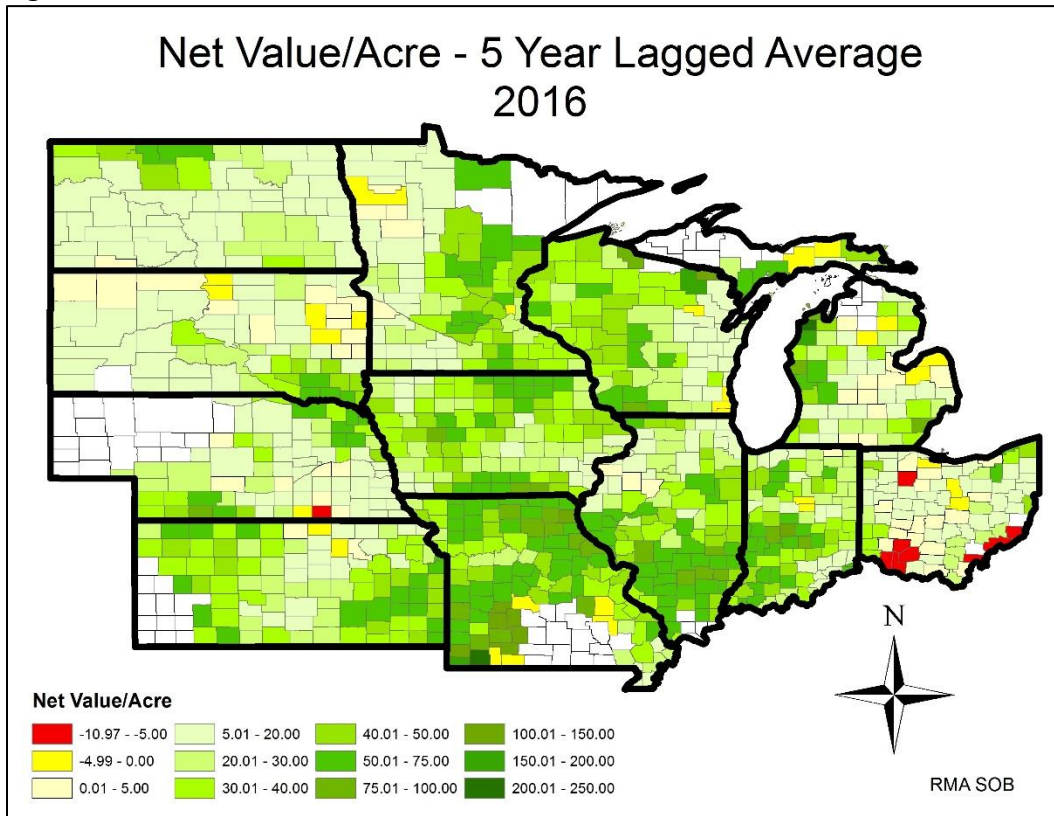 Net Value/Acre - 5 Year Lagged Average
2016
N
Net Value/Acre
-10.97 - -5.00
-4.99 - 0.00
0.01 - 5.00
5.01 - 20.00
20.01 - 30.00
30.01 - 40.00
40.01 - 50.00
50.01 - 75.00
75.01 - 100.00
100.01 - 150.00
150.01 - 200.00
200.01 - 250.00
RMA SOB